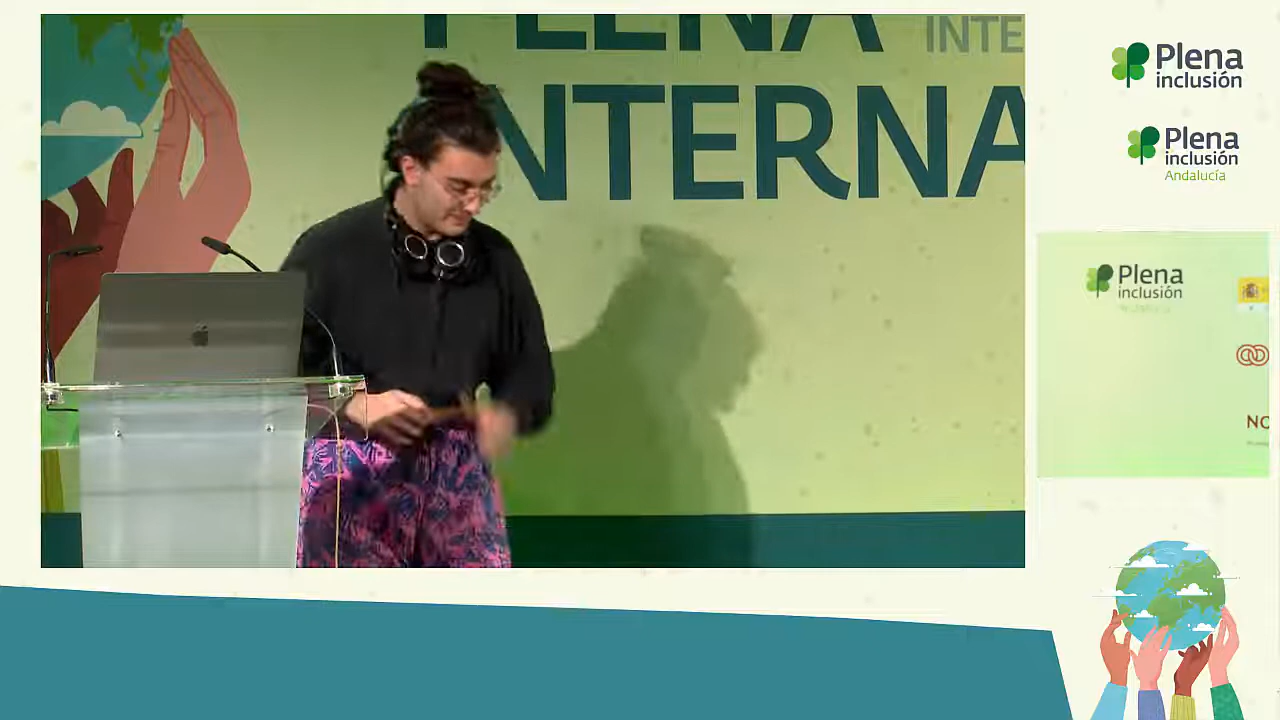 PLENA
INTE
INTERNA
Plena
inclusión
Plena
inclusión
Andalucía
Plena
inclusión
NO